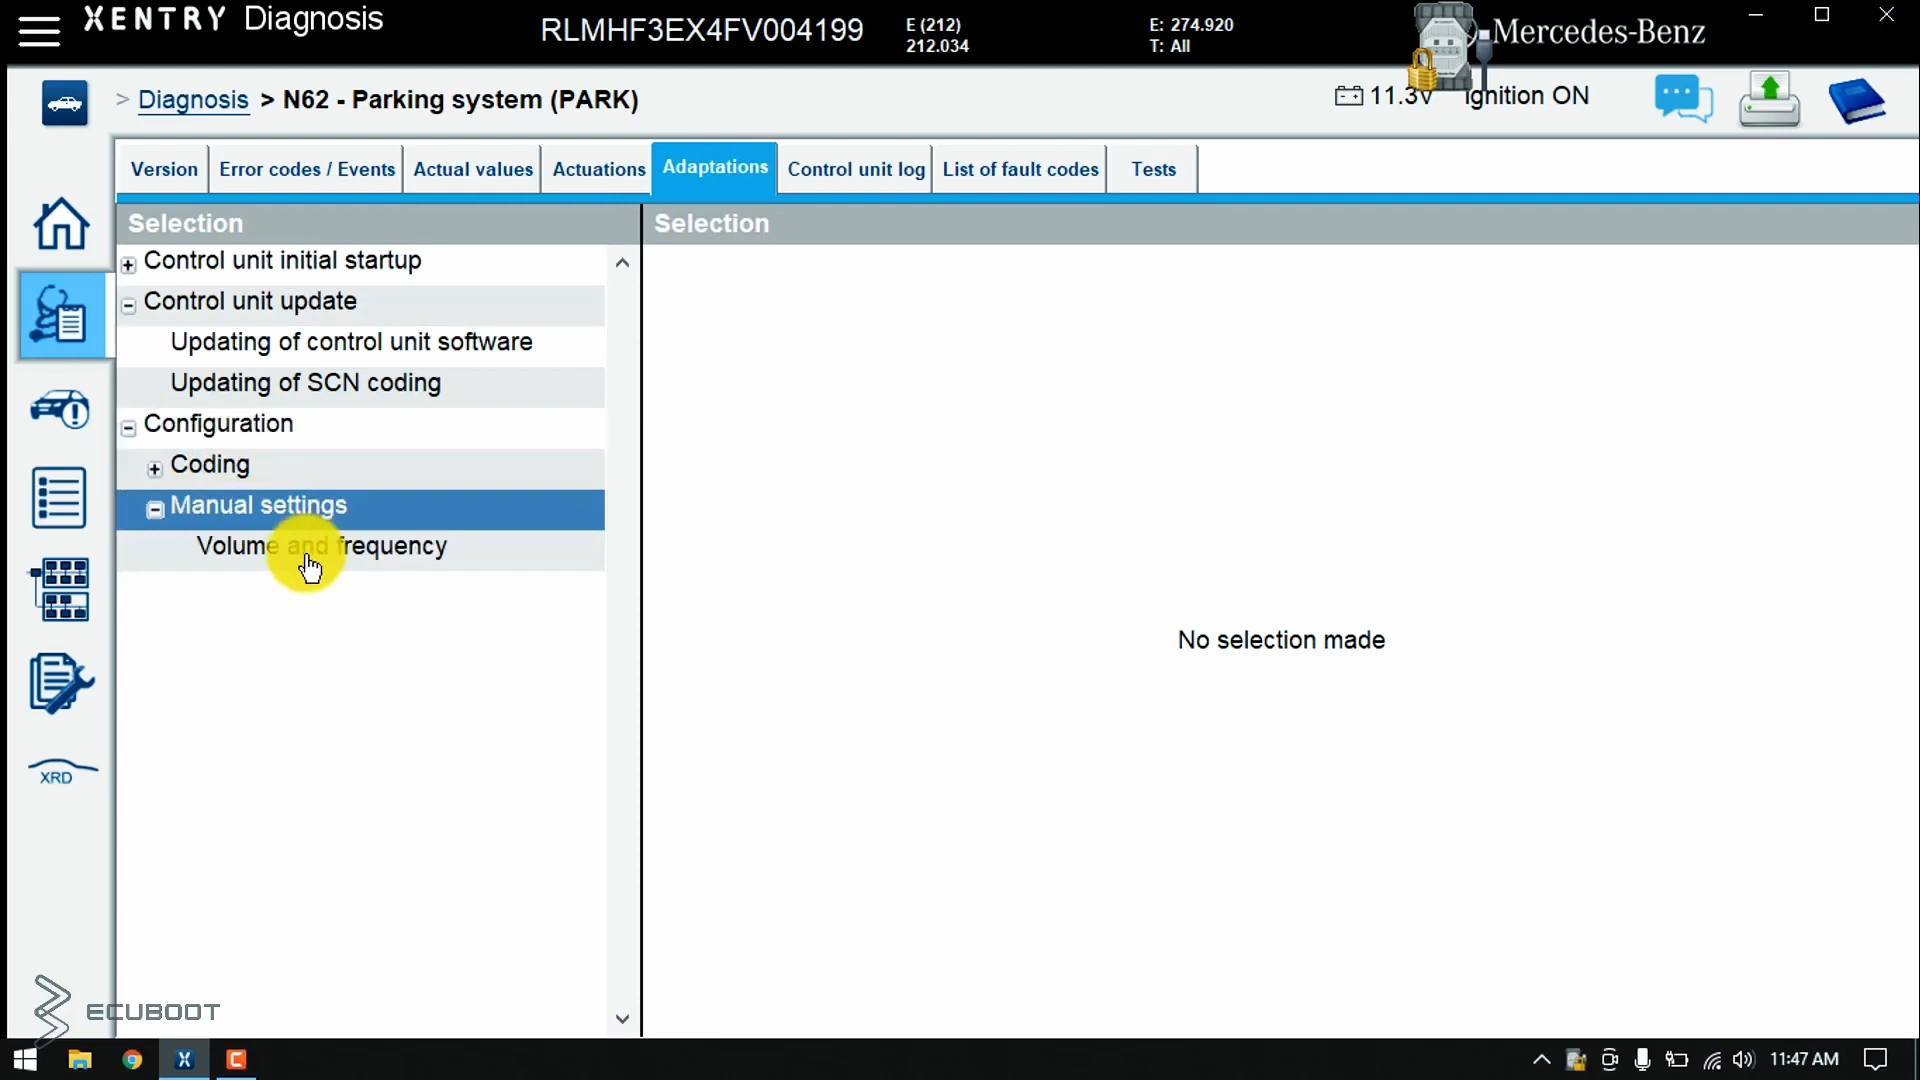 XENTRY Diagnosis
RLMHF3EX4FV004199
E (212)
212.034
E: 274.920
T: All
Mercedes-Benz
> Diagnosis > N62 - Parking system (PARK)
11.3V
Ignition ON
Version
Error codes / Events
Actual values
Actuations
Adaptations
Control unit log
List of fault codes
Tests
Selection
Selection
Control unit initial startup
Control unit update
Updating of control unit software
Updating of SCN coding
Configuration
Coding
Manual settings
Volume and frequency
No selection made
XRD
ECUBOOT
11:47 AM